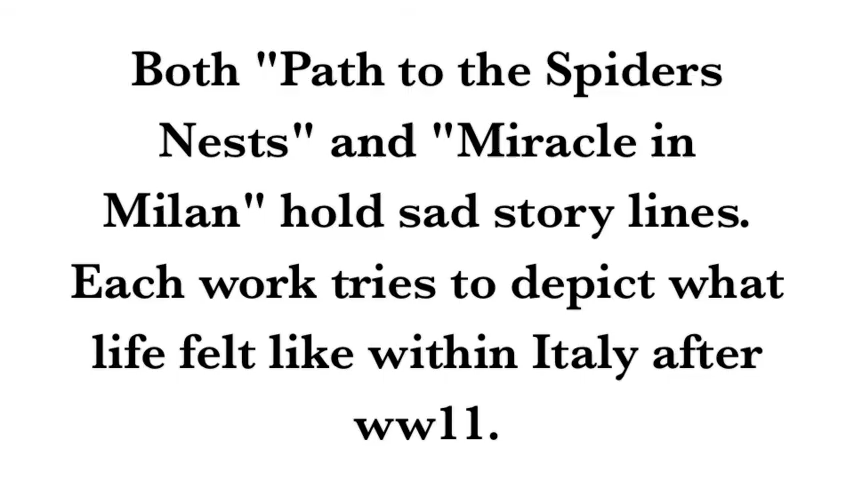 Both "Path to the Spiders
Nests" and "Miracle in
Milan" hold sad story lines.
Each work tries to depict what
life felt like within Italy after
ww11.